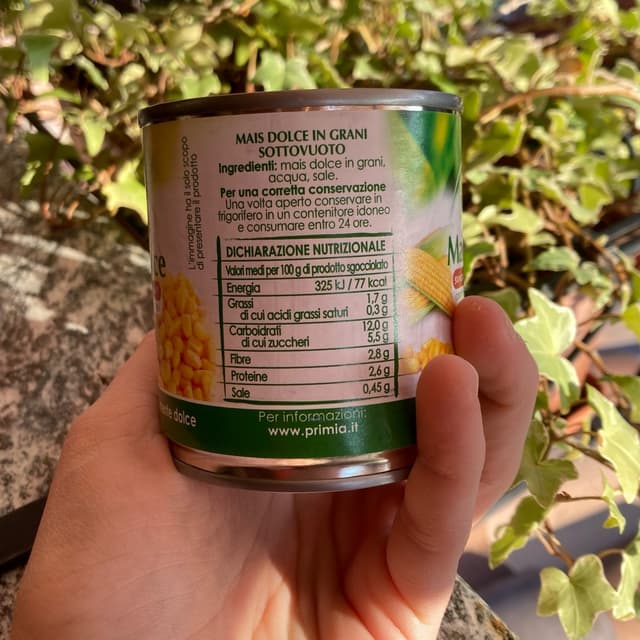 L'immagine ha il solo scopo
di presentare il prodotto
MAIS DOLCE IN GRANI
SOTTOVUOTO
Ingredienti: mais dolce in grani,
acqua, sale.
Per una corretta conservazione
Una volta aperto conservare in
frigorifero in un contenitore idoneo
e consumare entro 24 ore.
DICHIARAZIONE NUTRIZIONALE
Valori medi per 100 g di prodotto sgocciolato
Energia 325 kJ / 77 kcal
Grassi 1,7 g
di cui acidi grassi saturi 0,3 g
Carboidrati 12,0 g
di cui zuccheri 5,5 g
Fibre 2,8 g
Proteine 2,6 g
Sale 0,45 g
dolce
Per informazioni:
www.primia.it